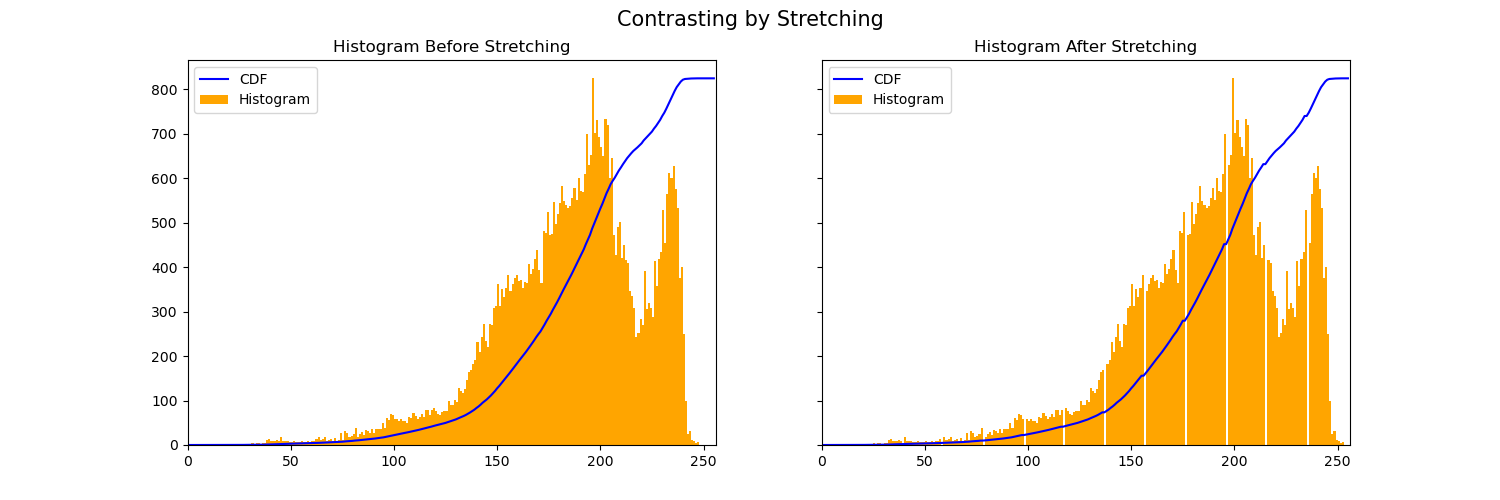 Contrasting by Stretching
Histogram Before Stretching
CDF
Histogram
800
700
600
500
400
300
200
100
0
0 50 100 150 200 250
Histogram After Stretching
CDF
Histogram
0 50 100 150 200 250